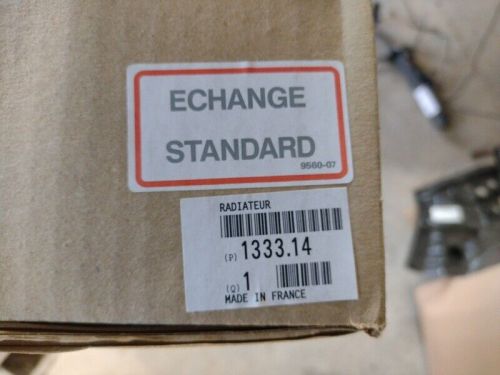 ECHANGE
STANDARD
9560-07
RADIATEUR
(P) 1333.14
(Q) 1
MADE IN FRANCE